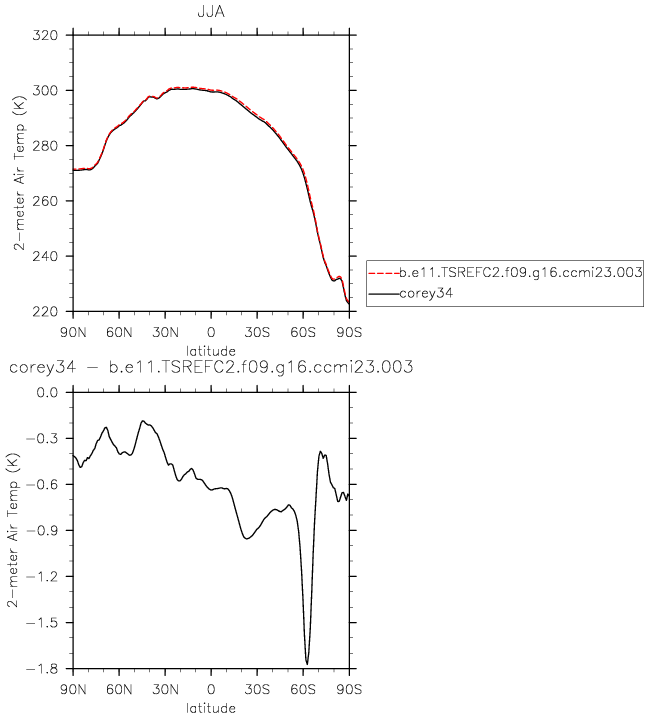 JJA
320
300
280
260
240
220
2-meter Air Temp (K)
90N 60N 30N 0 30S 60S 90S
latitude
b.e11.TSREFC2.f09.g16.ccmi23.003
corey34
corey34 - b.e11.TSREFC2.f09.g16.ccmi23.003
0.0
-0.3
-0.6
-0.9
-1.2
-1.5
-1.8
2-meter Air Temp (K)
90N 60N 30N 0 30S 60S 90S
latitude